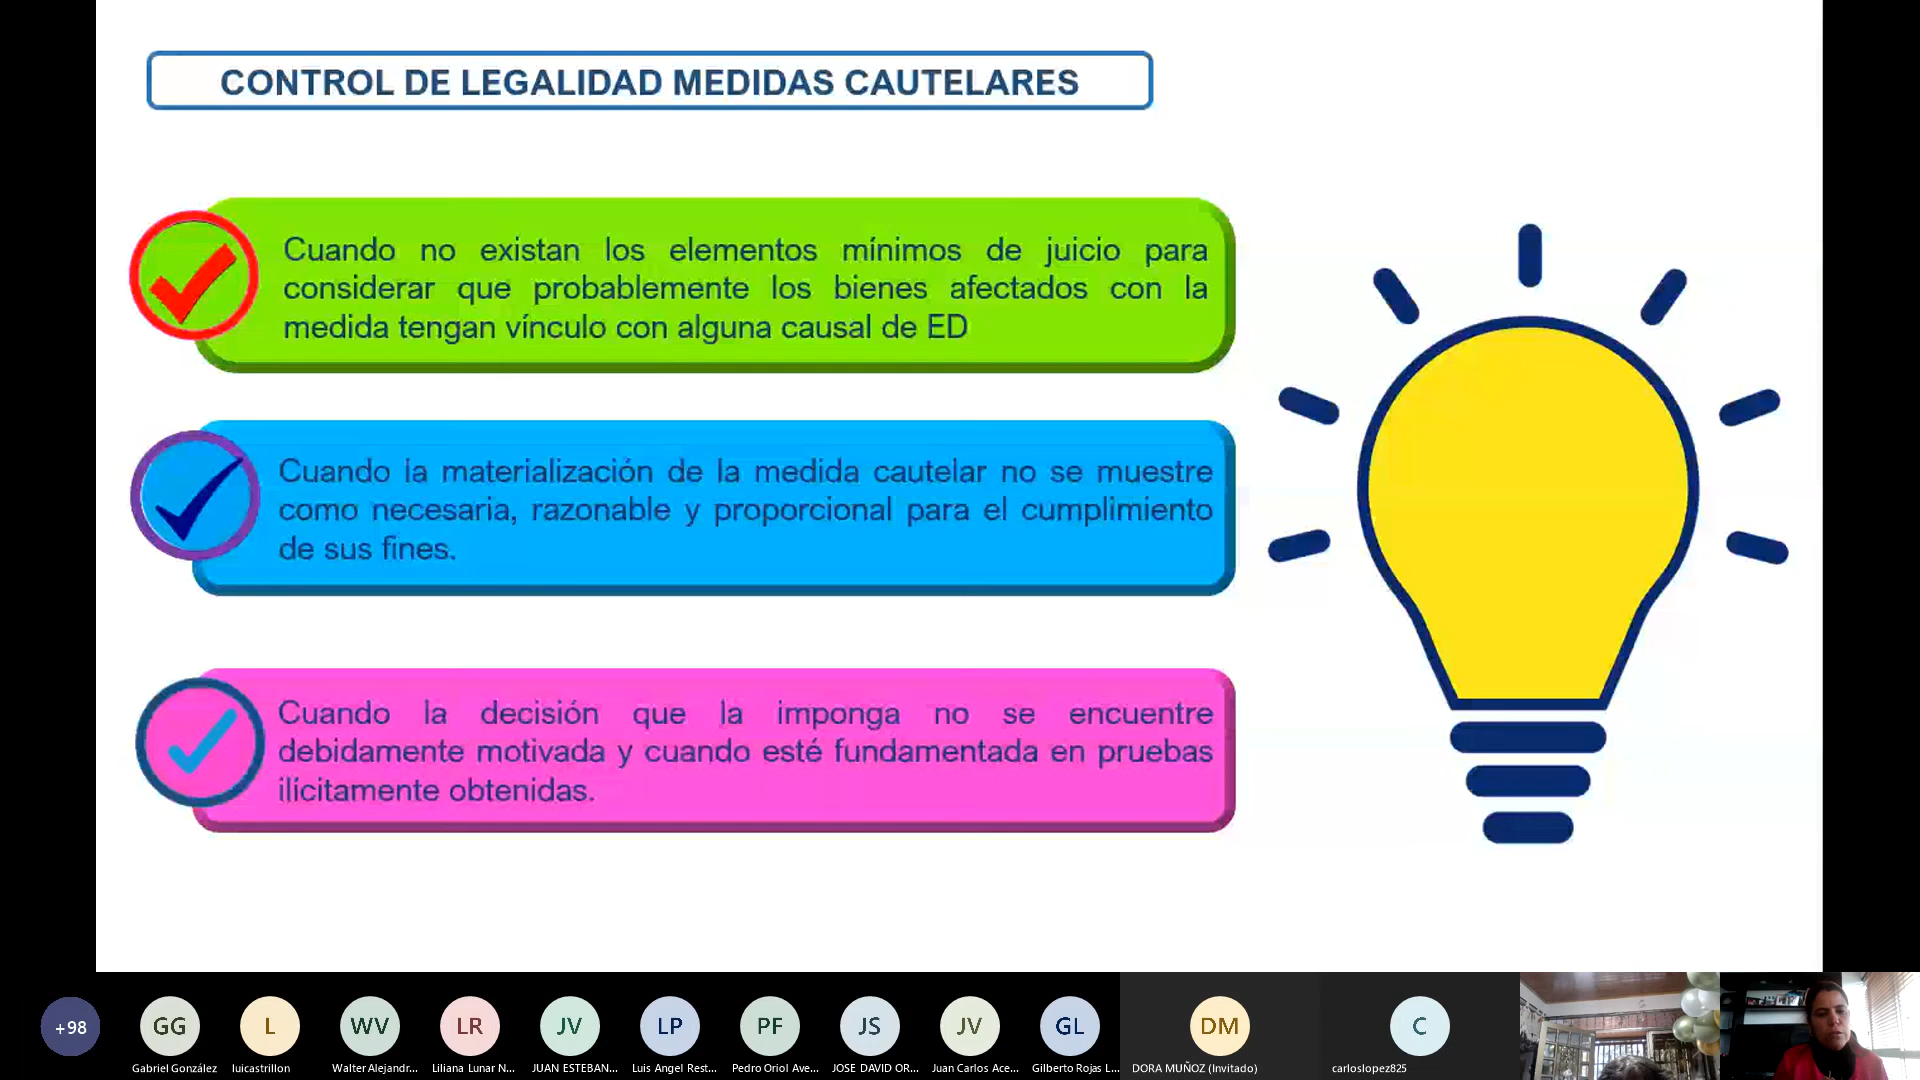 CONTROL DE LEGALIDAD MEDIDAS CAUTELARES
Cuando no existan los elementos mínimos de juicio para
considerar que probablemente los bienes afectados con la
medida tengan vínculo con alguna causal de ED
Cuando la materialización de la medida cautelar no se muestre
como necesaria, razonable y proporcional para el cumplimiento
de sus fines.
Cuando la decisión que la imponga no se encuentre
debidamente motivada y cuando esté fundamentada en pruebas
ilícitamente obtenidas.
+98
GG
L
WV
LR
JV
LP
PF
JS
JV
GL
DM
C
Gabriel González
luicastrillon
Walter Alejandr...
Liliana Lunar N...
JUAN ESTEBAN...
Luis Angel Rest...
Pedro Oriol Ave...
JOSE DAVID OR...
Juan Carlos Ace...
Gilberto Rojas L...
DORA MUÑOZ (Invitado)
carloslopez825